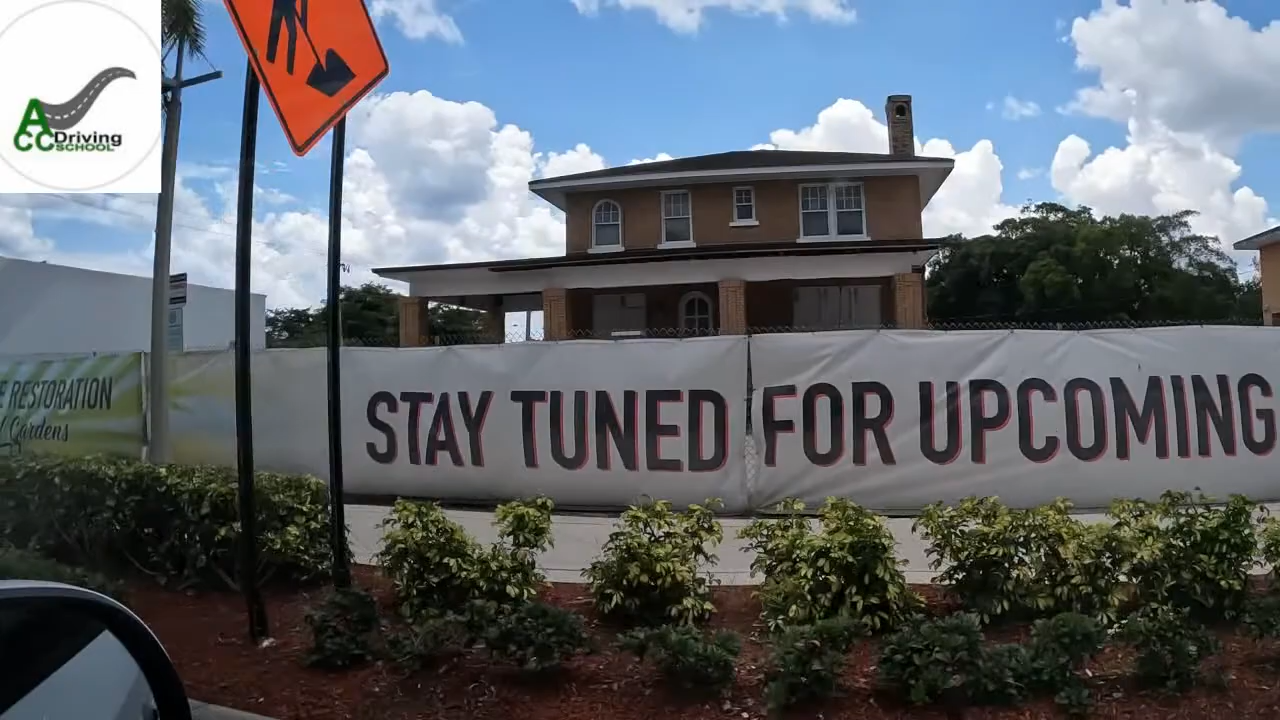 ACC Driving
SCHOOL
E RESTORATION
Gardens
STAY TUNED FOR UPCOMING